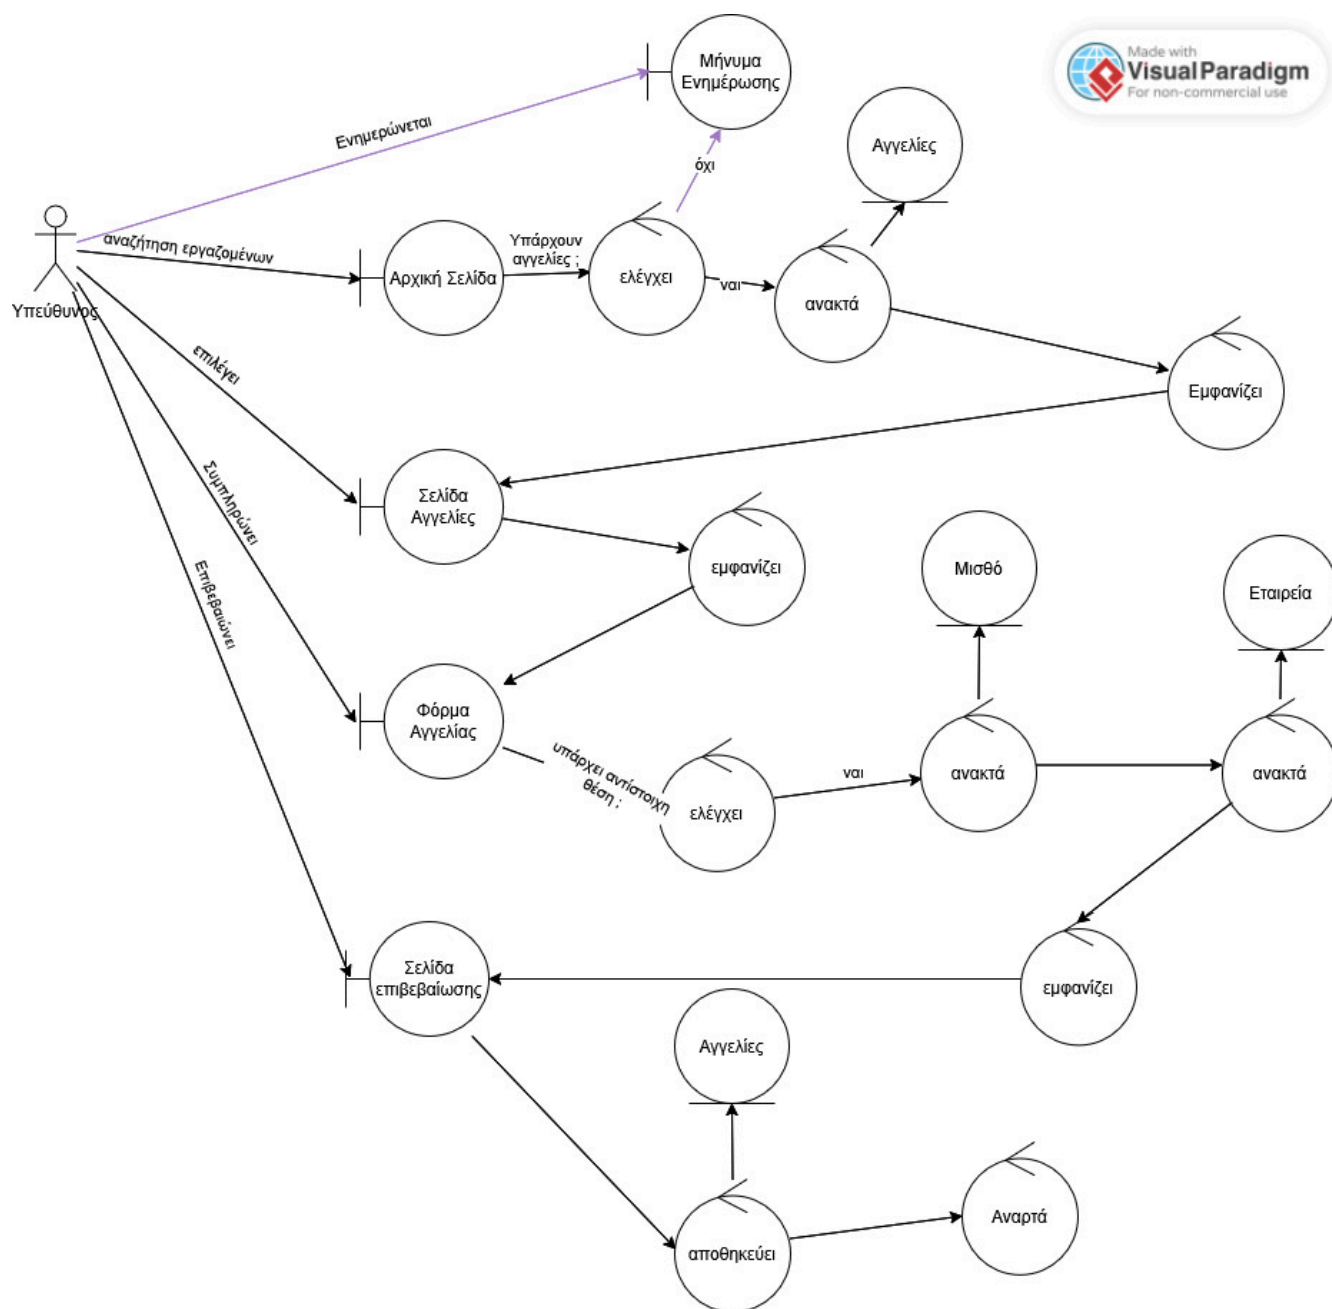 Made with
Visual Paradigm
For non-commercial use
Μήνυμα
Ενημέρωσης
Ενημερώνεται
Αγγελίες
όχι
αναζήτηση εργαζομένων
Υπάρχουν
αγγελίες ;
Αρχική Σελίδα
ελέγχει
ναι
ανακτά
Υπεύθυνος
επιλέγει
Εμφανίζει
Σελίδα
Αγγελίες
Συμπληρώνει
εμφανίζει
Μισθό
Εταιρεία
Επιβεβαιώνει
Φόρμα
Αγγελίας
υπάρχει αντίστοιχη
θέση ;
ελέγχει
ναι
ανακτά
ανακτά
Σελίδα
επιβεβαίωσης
εμφανίζει
Αγγελίες
Αναρτά
αποθηκεύει